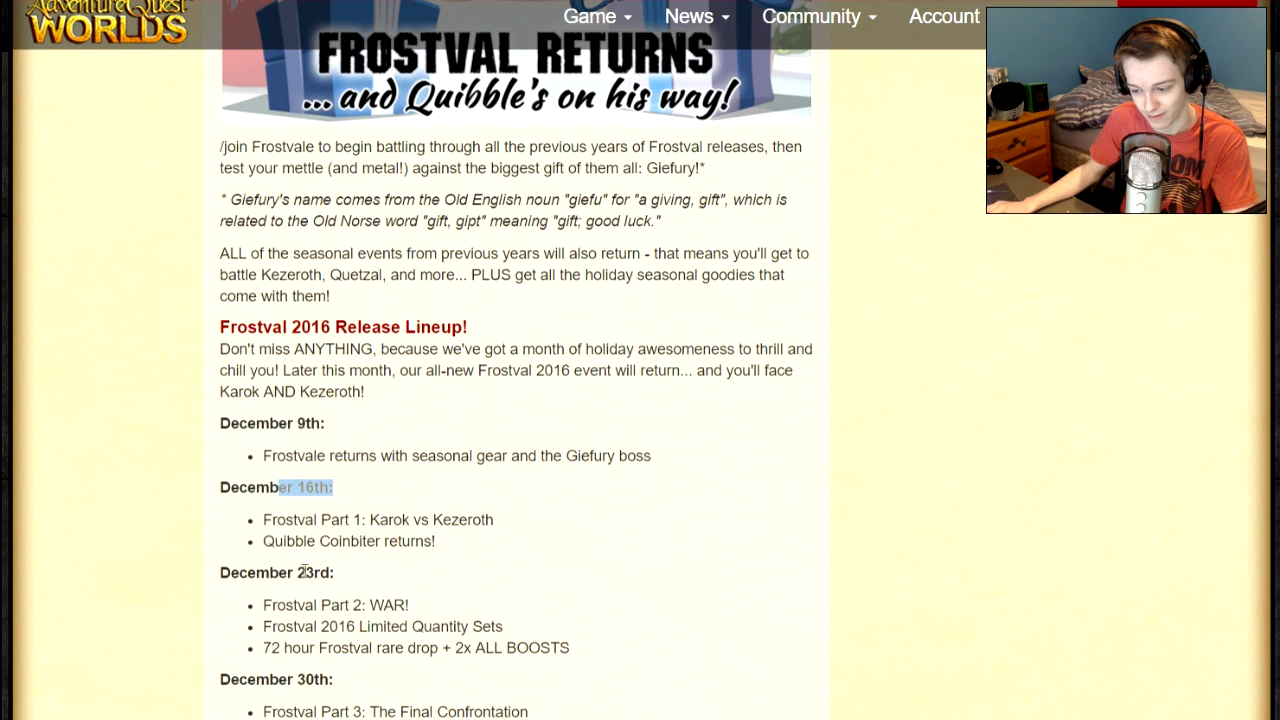 AdventureQuest
WORLDS
Game News Community Account
FROSTVAL RETURNS
... and Quibble's on his way!
/join Frostvale to begin battling through all the previous years of Frostval releases, then
test your mettle (and metal!) against the biggest gift of them all: Giefury!*
* Giefury's name comes from the Old English noun "giefu" for "a giving, gift", which is
related to the Old Norse word "gift, gipt" meaning "gift; good luck."
ALL of the seasonal events from previous years will also return - that means you'll get to
battle Kezeroth, Quetzal, and more... PLUS get all the holiday seasonal goodies that
come with them!
Frostval 2016 Release Lineup!
Don't miss ANYTHING, because we've got a month of holiday awesomeness to thrill and
chill you! Later this month, our all-new Frostval 2016 event will return... and you'll face
Karok AND Kezeroth!
December 9th:
• Frostvale returns with seasonal gear and the Giefury boss
December 16th:
• Frostval Part 1: Karok vs Kezeroth
• Quibble Coinbiter returns!
December 23rd:
• Frostval Part 2: WAR!
• Frostval 2016 Limited Quantity Sets
• 72 hour Frostval rare drop + 2x ALL BOOSTS
December 30th:
• Frostval Part 3: The Final Confrontation